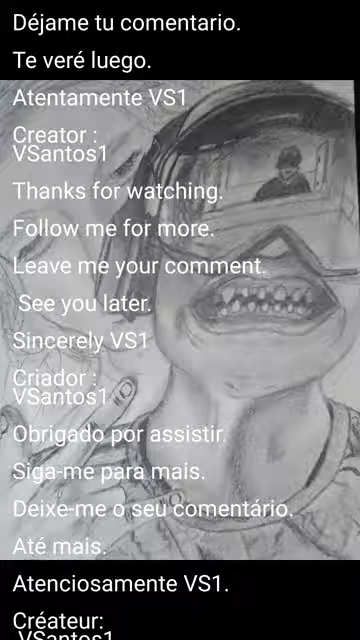 Déjame tu comentario.
Te veré luego.
Atentamente VS1
Creator :
VSantos1
Thanks for watching.
Follow me for more.
Leave me your comment.
See you later.
Sincerely VS1
Criador :
VSantos1
Obrigado por assistir.
Siga-me para mais.
Deixe-me o seu comentário.
Até mais.
Atenciosamente VS1.
Créateur:
VSantos1